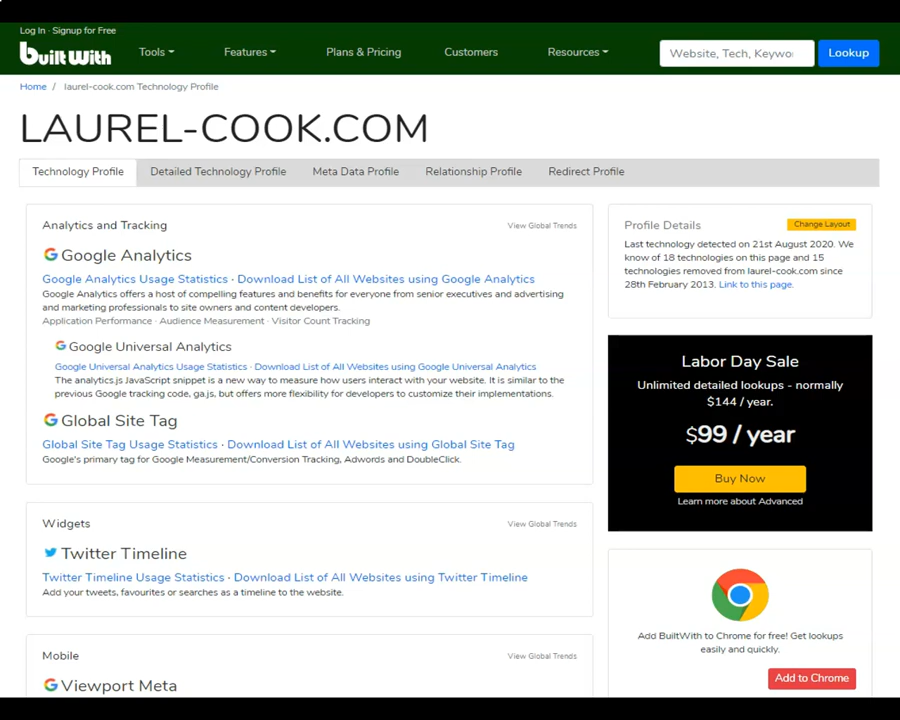 Log In · Signup for Free
builtwith
Tools
Features
Plans & Pricing
Customers
Resources
Website, Tech, Keywo
Lookup
Home / laurel-cook.com Technology Profile
LAUREL-COOK.COM
Technology Profile
Detailed Technology Profile
Meta Data Profile
Relationship Profile
Redirect Profile
Analytics and Tracking
View Global Trends
Google Analytics
Google Analytics Usage Statistics · Download List of All Websites using Google Analytics
Google Analytics offers a host of compelling features and benefits for everyone from senior executives and advertising
and marketing professionals to site owners and content developers.
Application Performance · Audience Measurement · Visitor Count Tracking
Google Universal Analytics
Google Universal Analytics Usage Statistics · Download List of All Websites using Google Universal Analytics
The analytics.js JavaScript snippet is a new way to measure how users interact with your website. It is similar to the
previous Google tracking code, ga.js, but offers more flexibility for developers to customize their implementations.
Global Site Tag
Global Site Tag Usage Statistics · Download List of All Websites using Global Site Tag
Google's primary tag for Google Measurement/Conversion Tracking, Adwords and DoubleClick.
Widgets
View Global Trends
Twitter Timeline
Twitter Timeline Usage Statistics · Download List of All Websites using Twitter Timeline
Add your tweets, favourites or searches as a timeline to the website.
Mobile
View Global Trends
Viewport Meta
Profile Details
Change Layout
Last technology detected on 21st August 2020. We
know of 18 technologies on this page and 15
technologies removed from laurel-cook.com since
28th February 2013. Link to this page.
Labor Day Sale
Unlimited detailed lookups - normally
$144 / year.
$99 / year
Buy Now
Learn more about Advanced
Add BuiltWith to Chrome for free! Get lookups
easily and quickly.
Add to Chrome